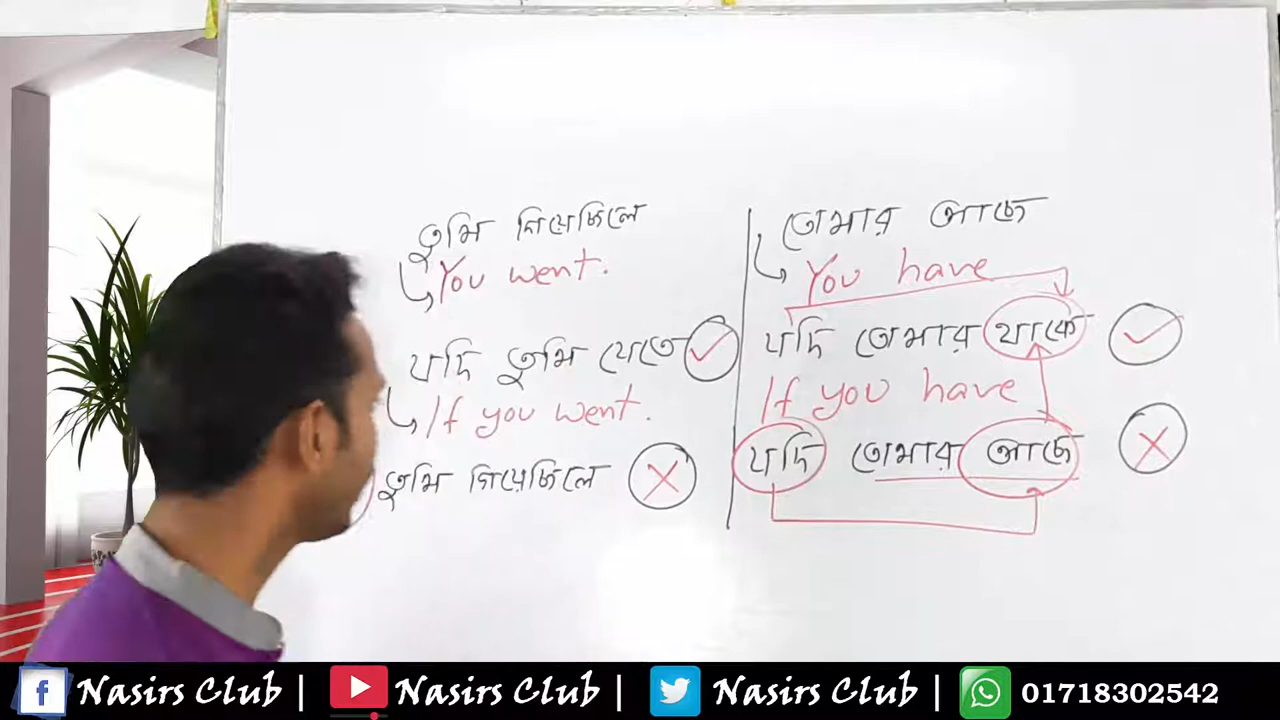 তুমি গিয়েছিলে
You went.
যদি তুমি যেতে
If you went.
তুমি গিয়েছিলে
তোমার আছে
You have
যদি তোমার থাকে
If you have
যদি তোমার আছে
Nasirs Club | Nasirs Club | Nasirs Club | 01718302542